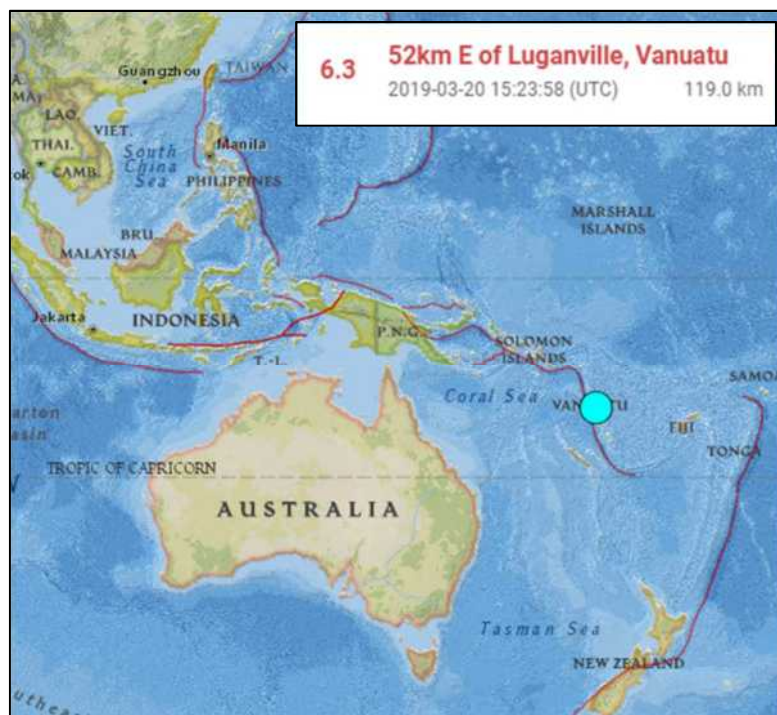 6.3
52km E of Luganville, Vanuatu
2019-03-20 15:23:58 (UTC)
119.0 km
Guangzhou
TAIWAN
LAO.
VIET.
THAI.
CAMB.
South
China
Sea
Manila
PHILIPPINES
MARSHALL
ISLANDS
BRU.
MALAYSIA
Jakarta
INDONESIA
P.N.G.
SOLOMON
ISLANDS
T.-L.
Coral Sea
SAMOA
FIJI
TONGA
TROPIC OF CAPRICORN
AUSTRALIA
Tasman Sea
NEW ZEALAND